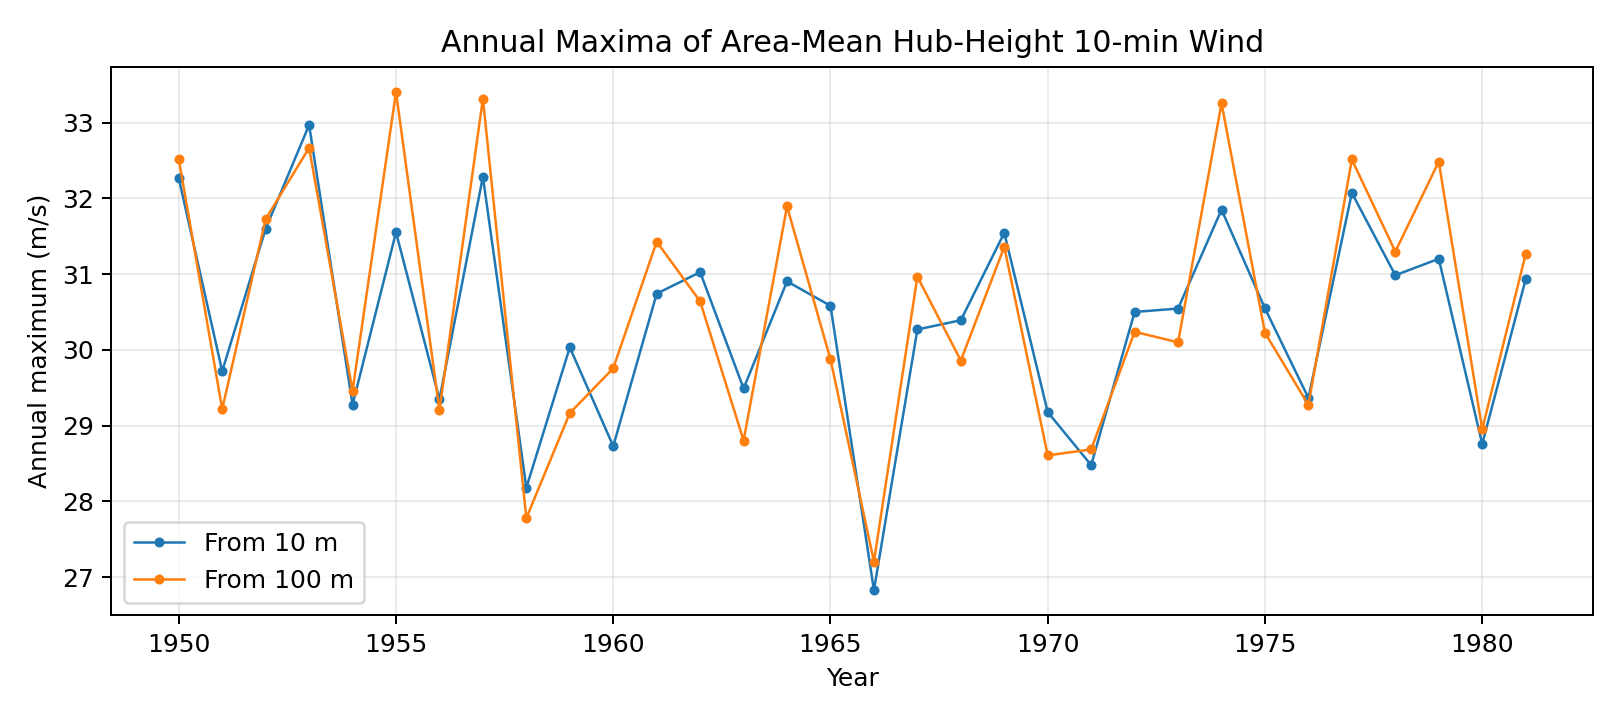 Annual Maxima of Area-Mean Hub-Height 10-min Wind
Annual maximum (m/s)
33
32
31
30
29
28
27
From 10 m
From 100 m
1950 1955 1960 1965 1970 1975 1980
Year